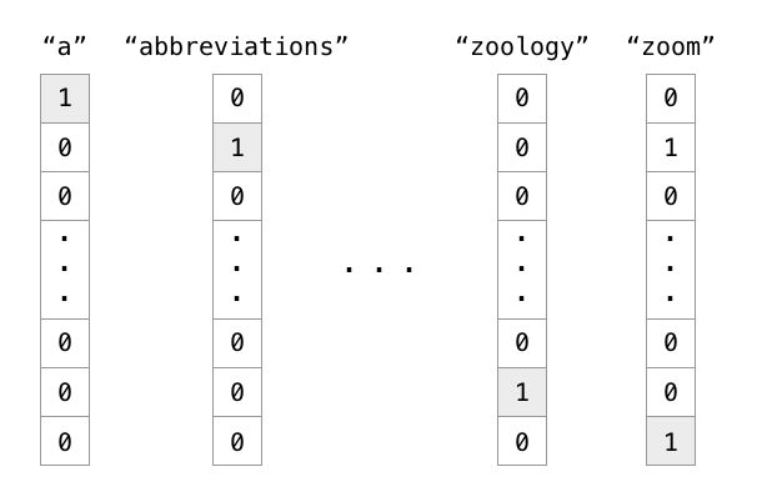 “a” “abbreviations” “zoology” “zoom”
1 0 0 0
0 1 0 1
0 0 0 0
. . . .
. . . . . . .
. . . .
0 0 0 0
0 0 1 0
0 0 0 1